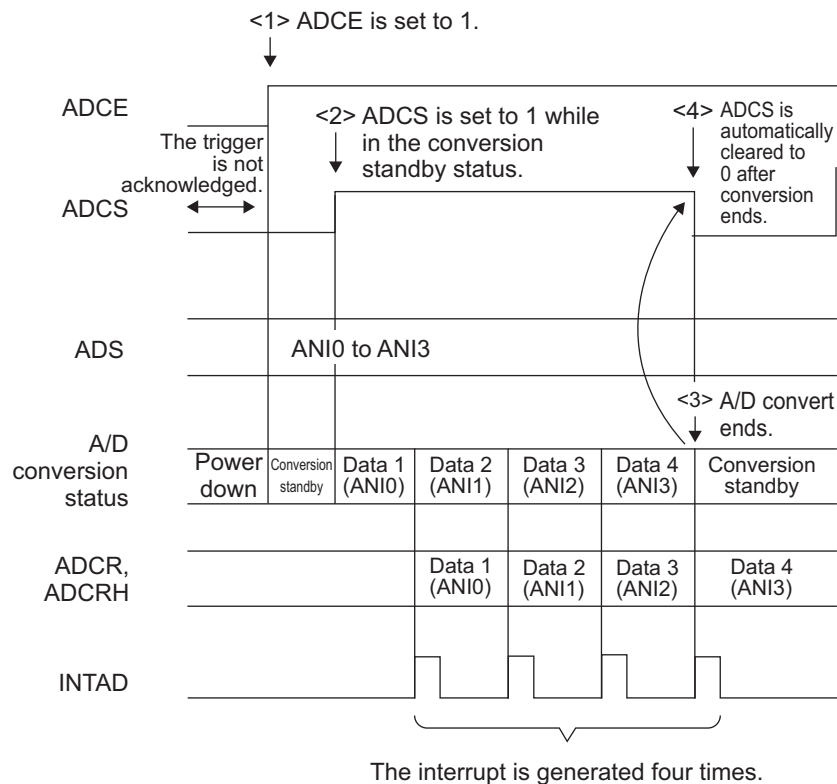 <1> ADCE is set to 1.
ADCE
<2> ADCS is set to 1 while
in the conversion
standby status.
<4> ADCS is
automatically
cleared to
0 after
conversion
ends.
The trigger
is not
acknowledged.
ADCS
ADS
ANI0 to ANI3
<3> A/D convert
ends.
A/D
conversion
status
Power
down
Conversion
standby
Data 1
(ANI0)
Data 2
(ANI1)
Data 3
(ANI2)
Data 4
(ANI3)
Conversion
standby
ADCR,
ADCRH
Data 1
(ANI0)
Data 2
(ANI1)
Data 3
(ANI2)
Data 4
(ANI3)
INTAD
The interrupt is generated four times.